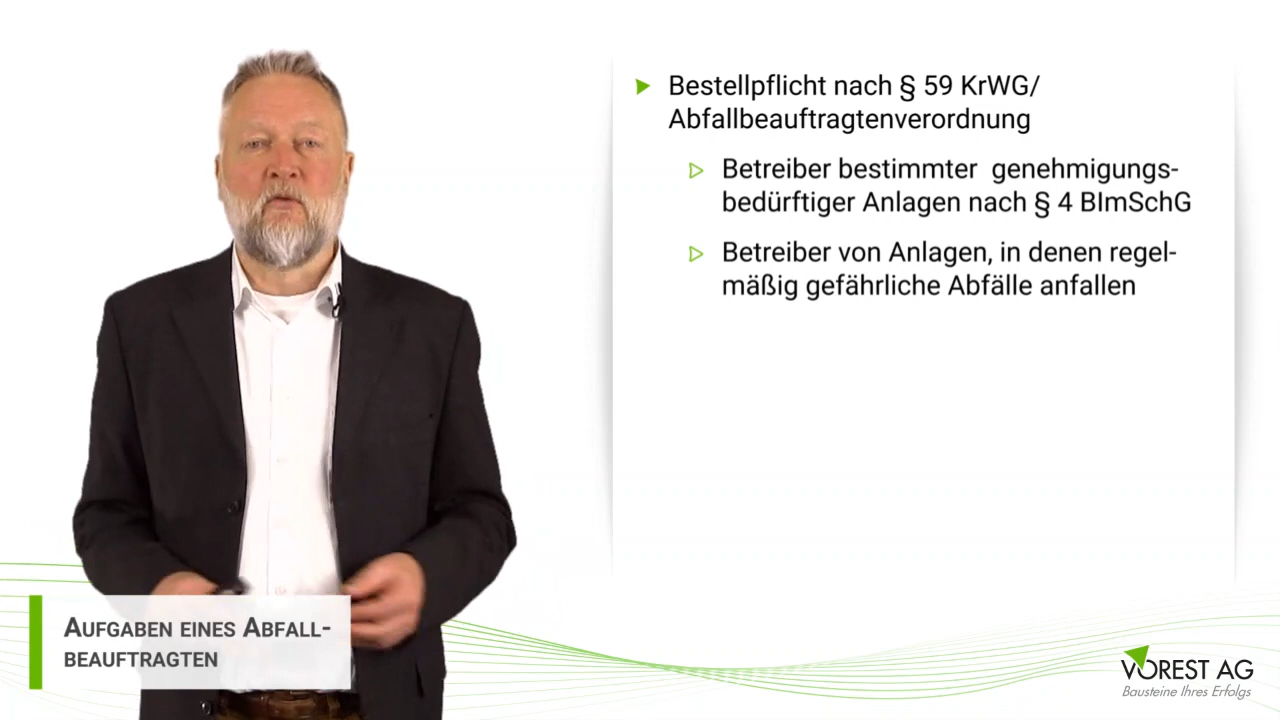 Bestellpflicht nach § 59 KrWG/
Abfallbeauftragtenverordnung
Betreiber bestimmter genehmigungs-
bedürftiger Anlagen nach § 4 BImSchG
Betreiber von Anlagen, in denen regel-
mäßig gefährliche Abfälle anfallen
AUFGABEN EINES ABFALL-
BEAUFTRAGTEN
VOREST AG
Bausteine Ihres Erfolgs